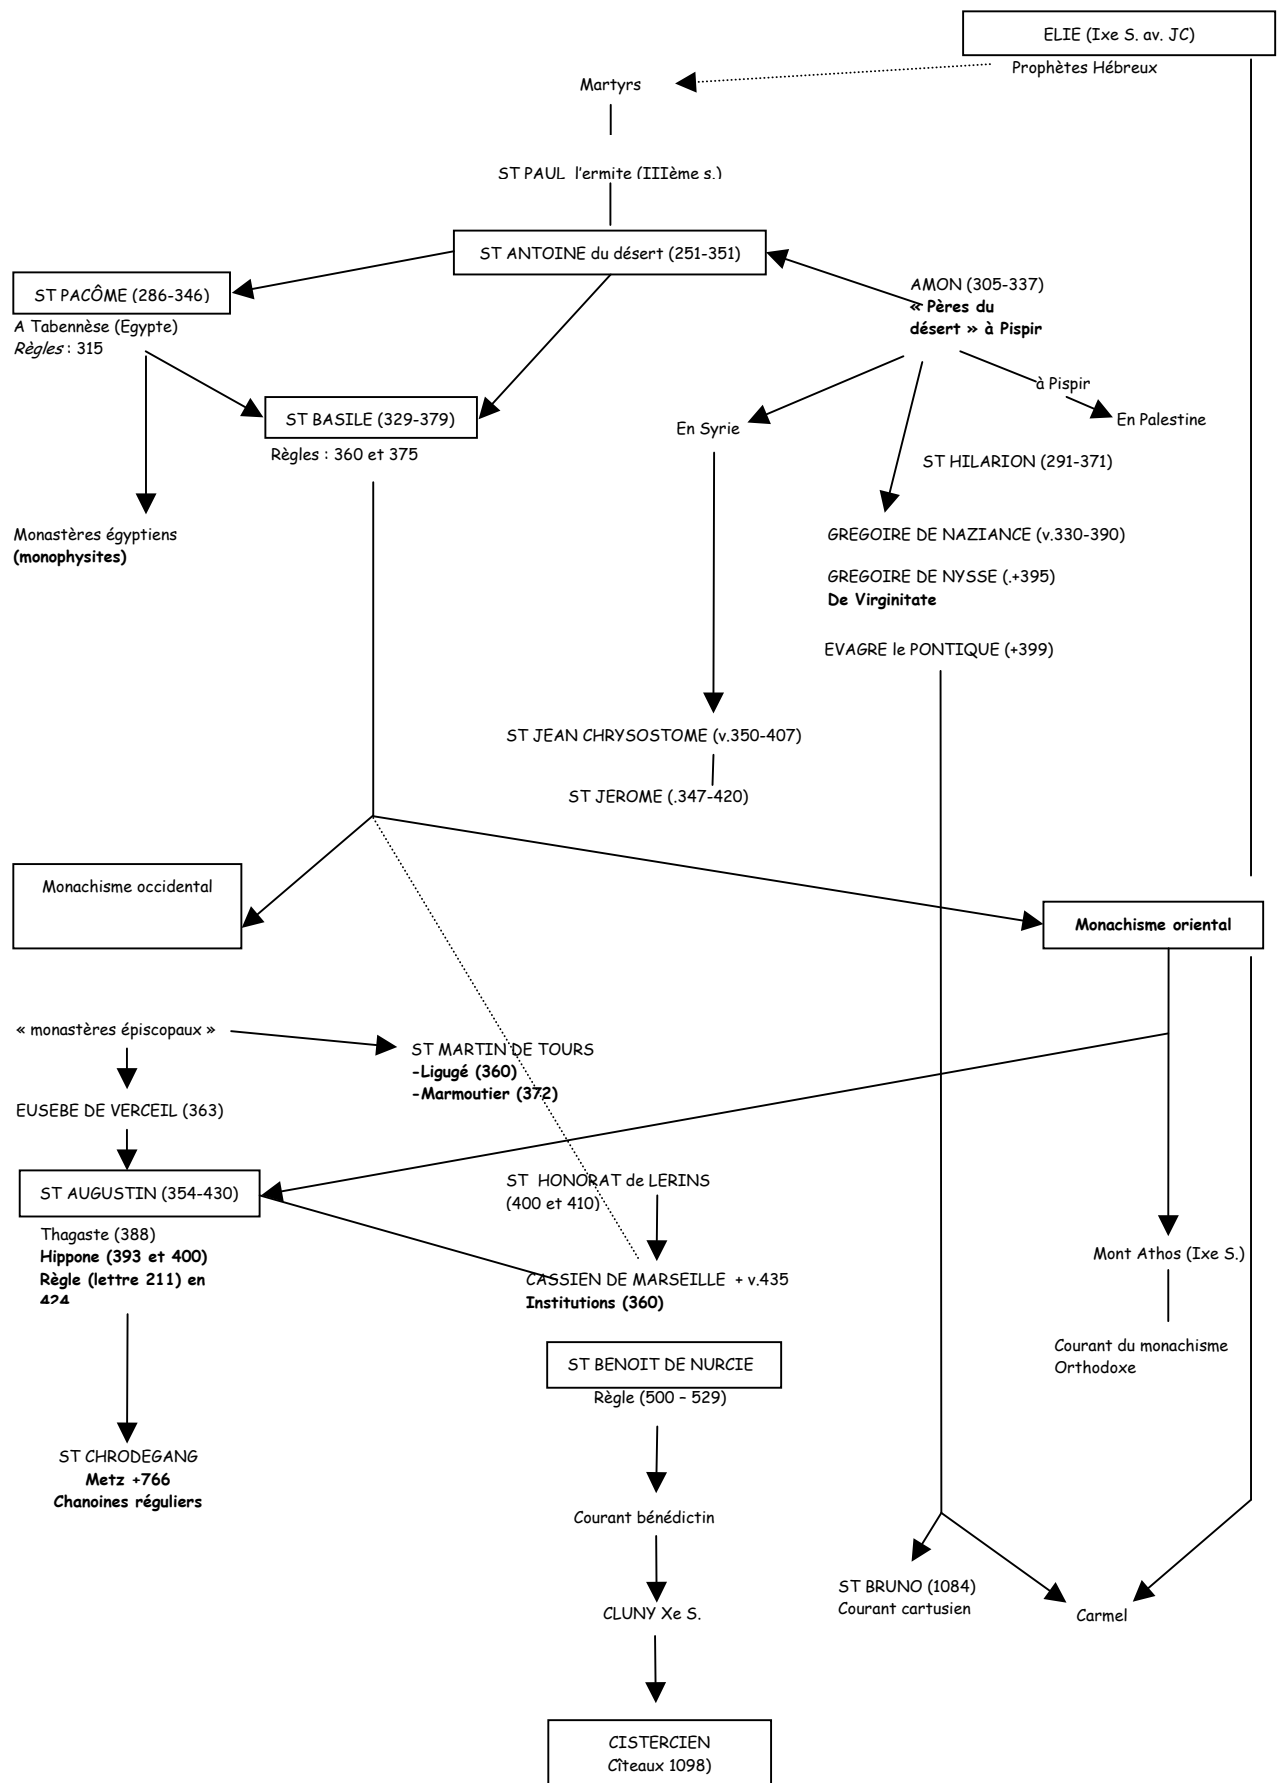 ELIE (Ixe S. av. JC)
Prophètes Hébreux
Martyrs
ST PAUL l'ermite (IIIème s.)
ST ANTOINE du désert (251-351)
ST PACÔME (286-346)
A Tabennèse (Egypte)
Règles : 315
AMON (305-337)
« Pères du
désert » à Pispir
à Pispir
En Palestine
ST BASILE (329-379)
Règles : 360 et 375
En Syrie
ST HILARION (291-371)
Monastères égyptiens
(monophysites)
GREGOIRE DE NAZIANCE (v.330-390)
GREGOIRE DE NYSSE (.+395)
De Virginitate
EVAGRE le PONTIQUE (+399)
ST JEAN CHRYSOSTOME (v.350-407)
ST JEROME (.347-420)
Monachisme occidental
Monachisme oriental
« monastères épiscopaux »
ST MARTIN DE TOURS
-Ligugé (360)
-Marmoutier (372)
EUSEBE DE VERCEIL (363)
ST AUGUSTIN (354-430)
Thagaste (388)
Hippone (393 et 400)
Règle (lettre 211) en
424
ST HONORAT de LERINS
(400 et 410)
CASSIEN DE MARSEILLE + v.435
Institutions (360)
Mont Athos (Ixe S.)
Courant du monachisme
Orthodoxe
ST BENOIT DE NURCIE
Règle (500 – 529)
ST CHRODEGANG
Metz +766
Chanoines réguliers
Courant bénédictin
ST BRUNO (1084)
Courant cartusien
Carmel
CLUNY Xe S.
CISTERCIEN
Cîteaux 1098)